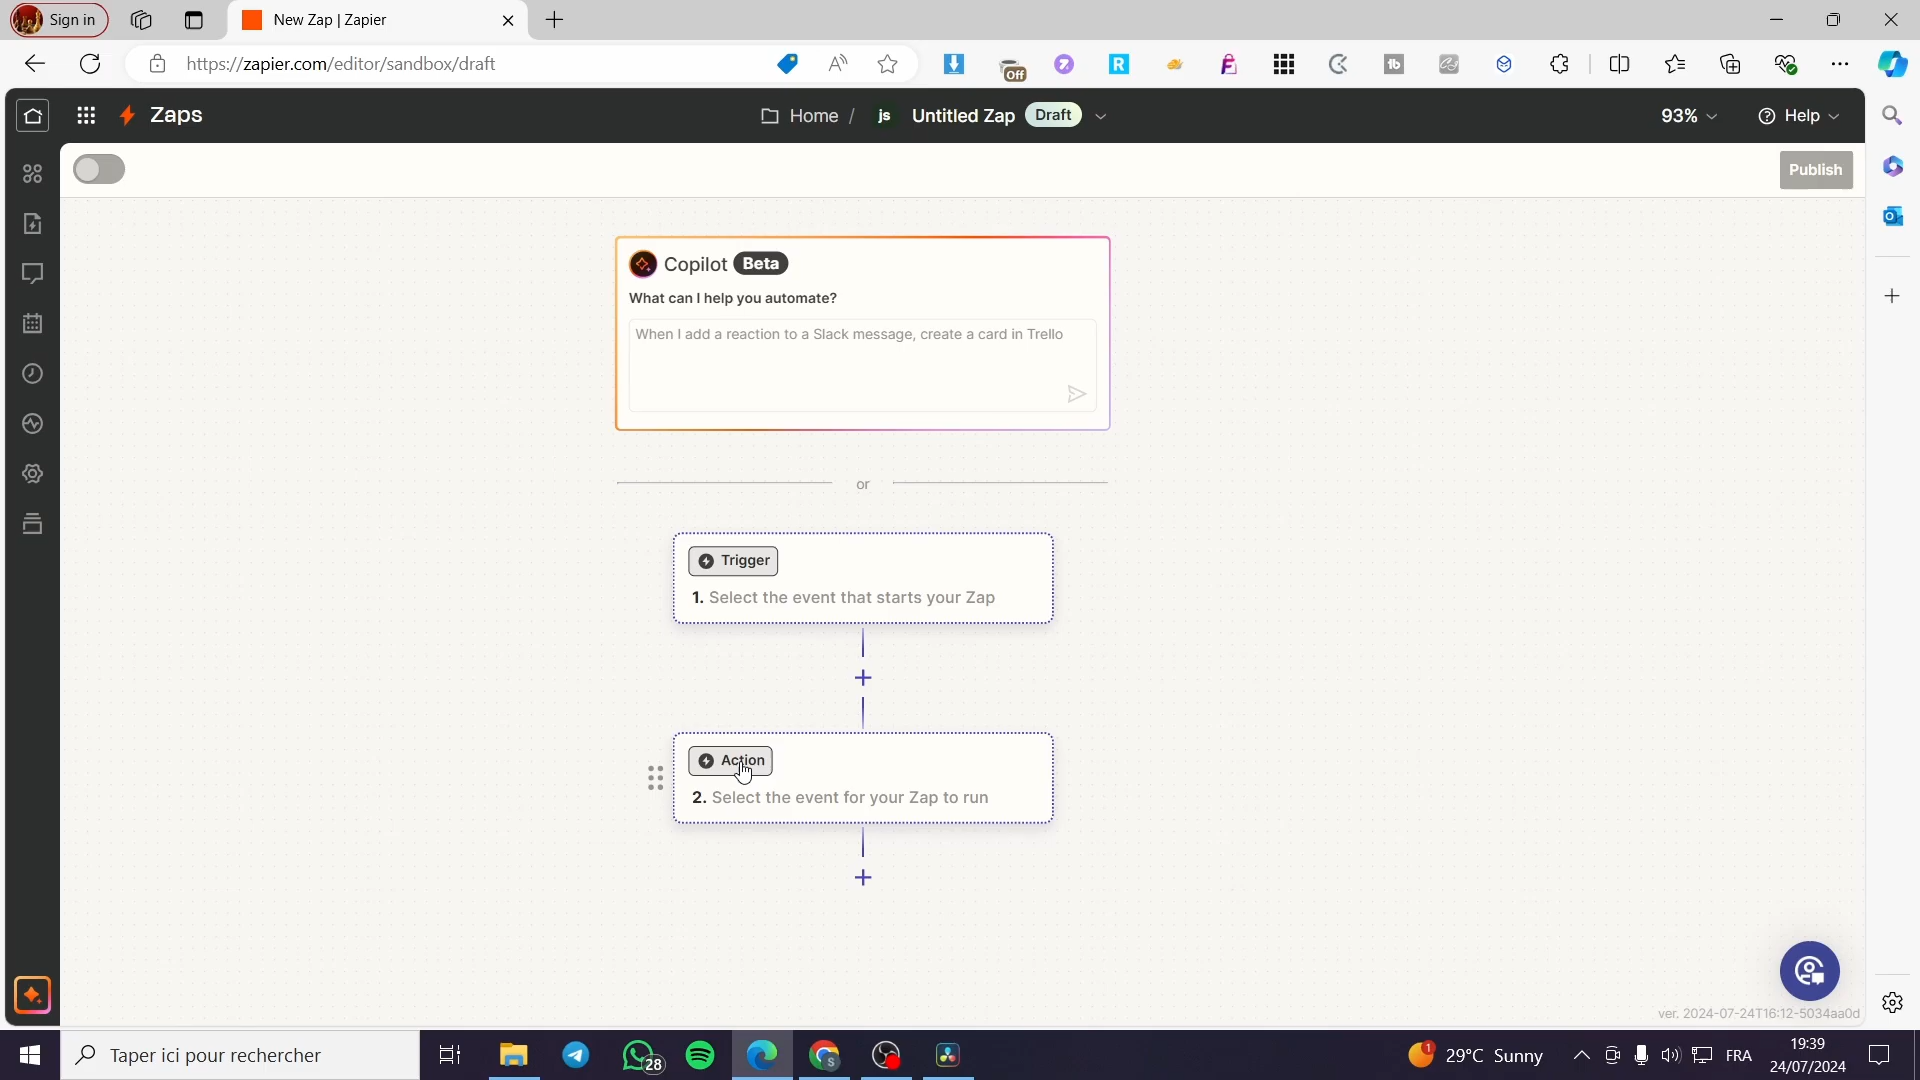 Sign in
New Zap | Zapier
https://zapier.com/editor/sandbox/draft
Off
Zaps
Home / js Untitled Zap Draft
93%
Help
Publish
Copilot Beta
What can I help you automate?
When I add a reaction to a Slack message, create a card in Trello
or
Trigger
1. Select the event that starts your Zap
Action
2. Select the event for your Zap to run
ver. 2024-07-24T16:12-5034aa0d
Taper ici pour rechercher
28
S
1
29°C Sunny
FRA
19:39
24/07/2024